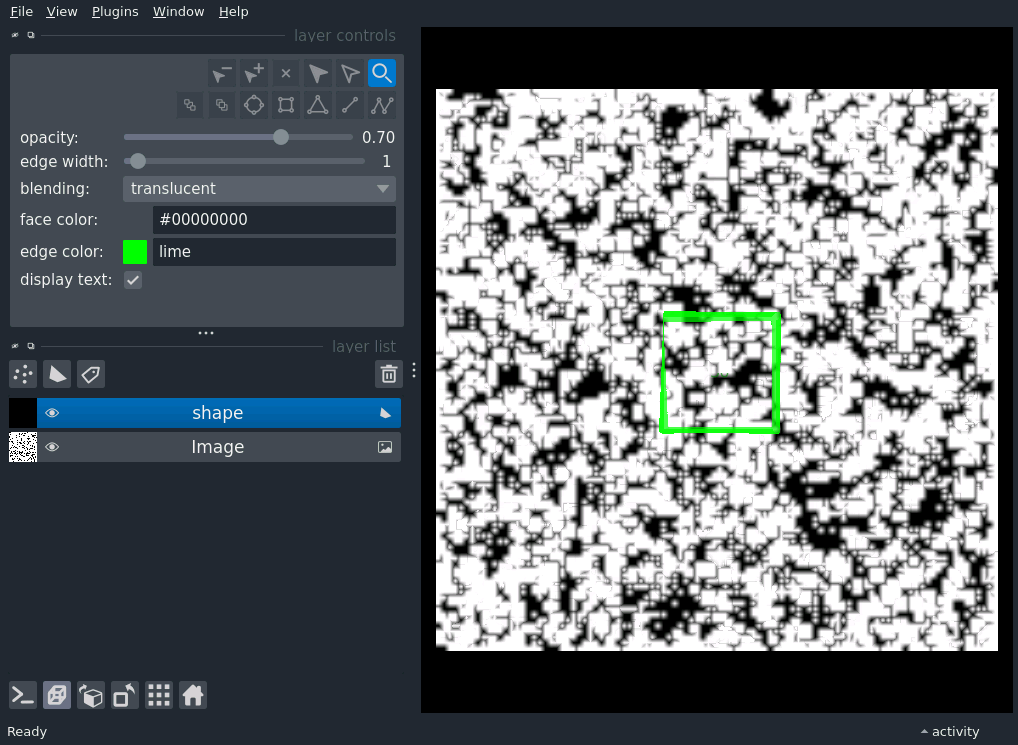 File View Plugins Window Help
layer controls
opacity: 0.70
edge width: 1
blending: translucent
face color: #00000000
edge color: lime
display text:
layer list
shape
Image
Ready activity